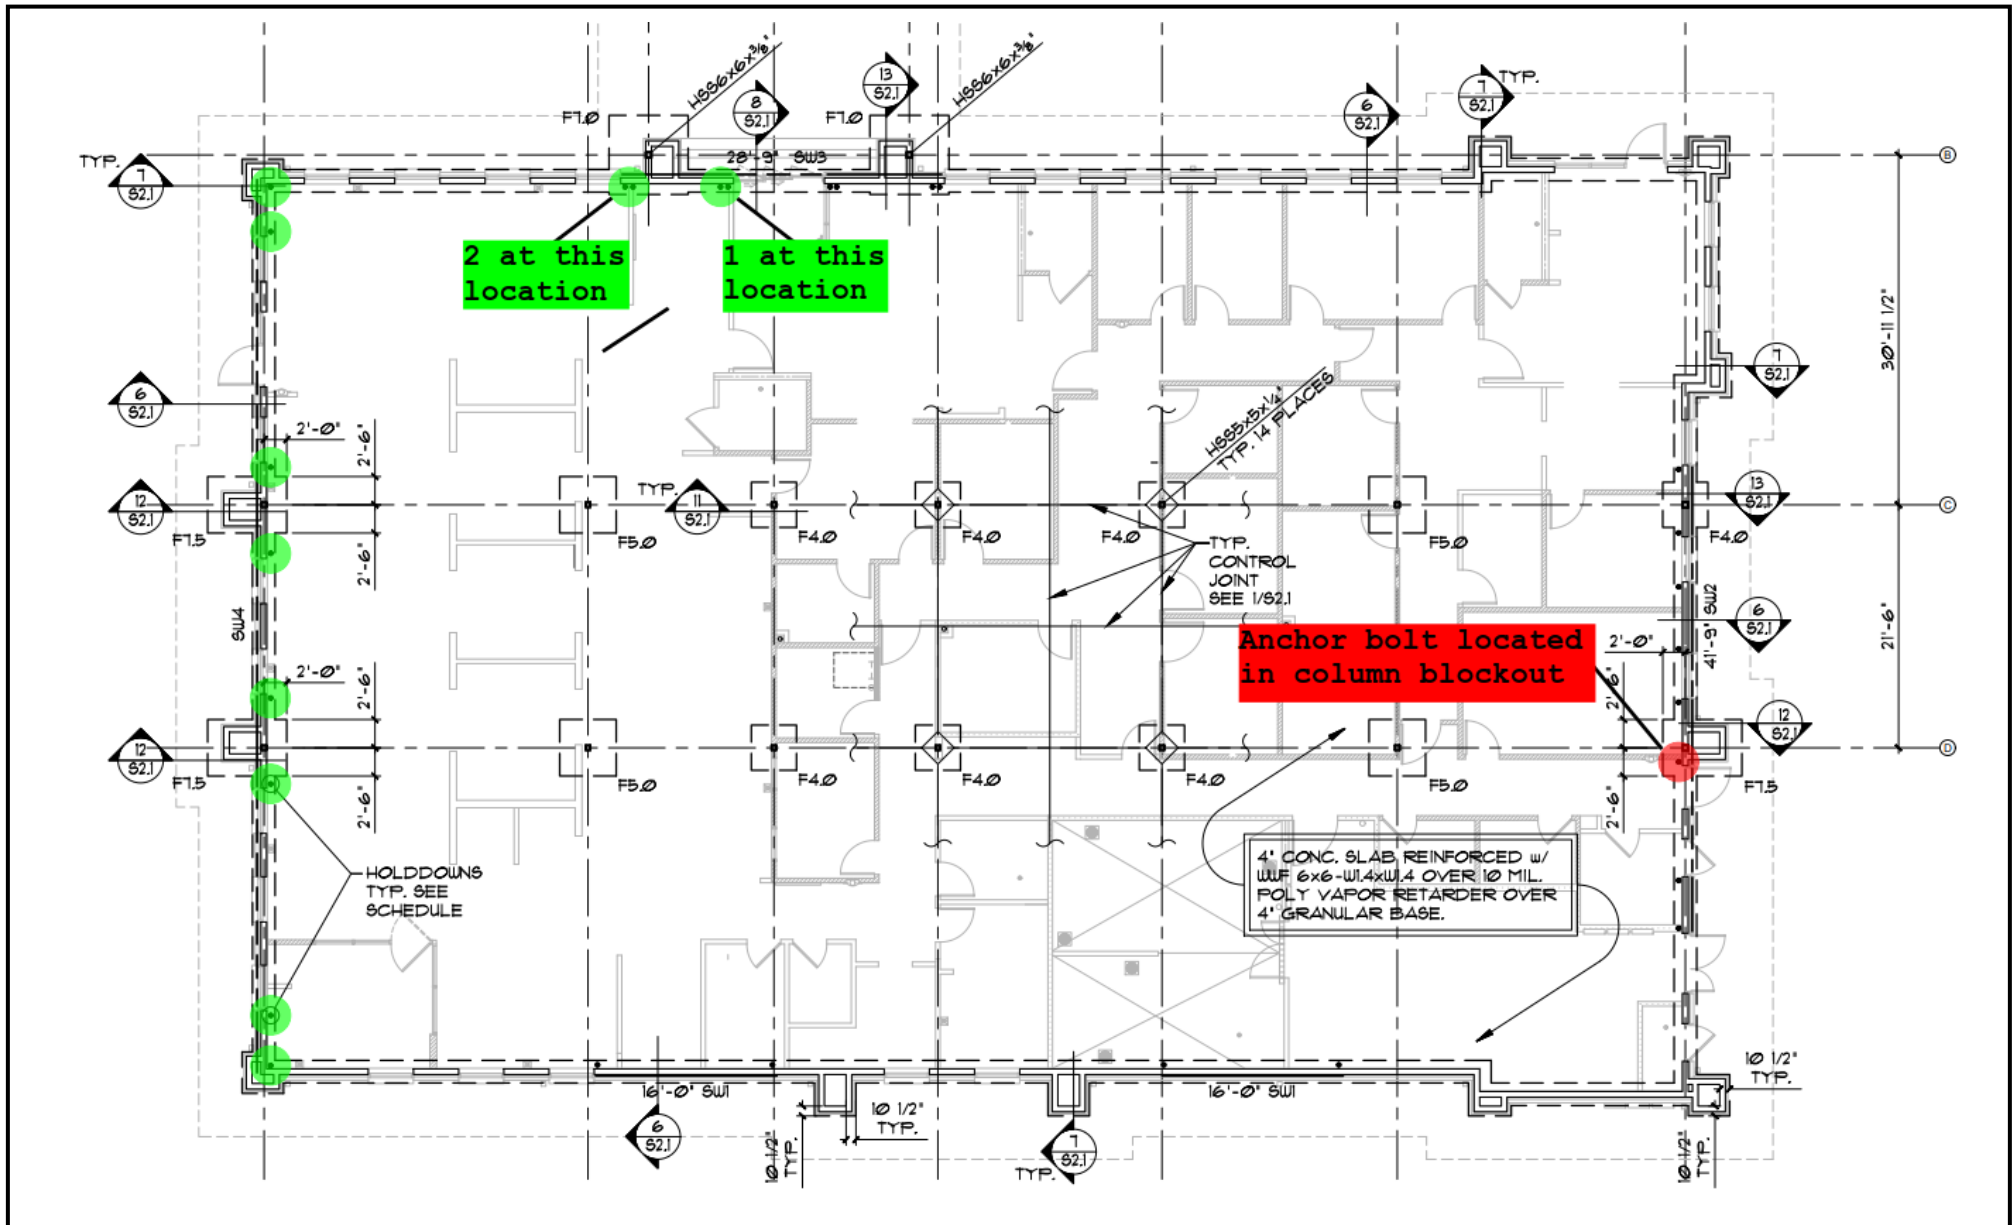 HSS6x6x3/8"
HSS6x6x3/8"
8
S2.1
13
S2.1
6
S2.1
7
S2.1
TYP.
F7.0
F7.0
TYP.
7
S2.1
28'-9" SW3
B
2 at this
location
1 at this
location
30'-11 1/2"
7
S2.1
6
S2.1
HSS5x5x1/4"
TYP. 14 PLACES
2'-0"
2'-6"
12
S2.1
TYP.
11
S2.1
13
S2.1
C
F7.5
F5.0
F4.0
F4.0
F4.0
F5.0
F4.0
2'-6"
TYP.
CONTROL
JOINT
SEE 1/S2.1
SW4
41'-9" SW2
6
S2.1
21'-6"
Anchor bolt located
in column blockout
2'-0"
2'-0"
2'-6"
2'-6"
12
S2.1
12
S2.1
D
F7.5
F5.0
F4.0
F4.0
F4.0
F5.0
F7.5
2'-6"
2'-6"
HOLDDOWNS
TYP. SEE
SCHEDULE
4" CONC. SLAB REINFORCED w/
WWF 6x6-W1.4xW1.4 OVER 10 MIL.
POLY VAPOR RETARDER OVER
4" GRANULAR BASE.
16'-0" SW1
16'-0" SW1
10 1/2"
TYP.
10 1/2"
TYP.
6
S2.1
7
S2.1
TYP.
10 1/2"
TYP.
10 1/2"
TYP.